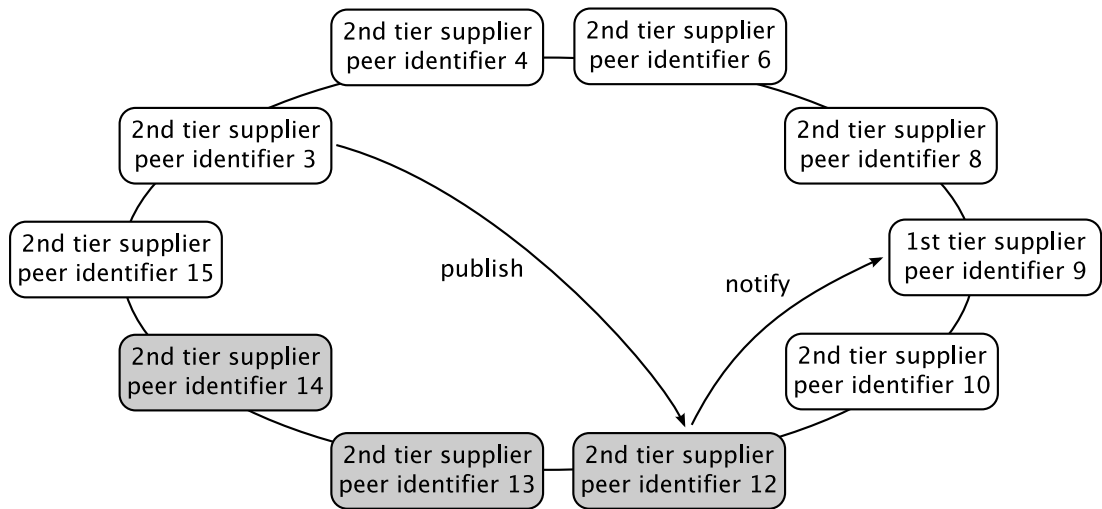 2nd tier supplier
peer identifier 4
2nd tier supplier
peer identifier 6
2nd tier supplier
peer identifier 3
2nd tier supplier
peer identifier 8
2nd tier supplier
peer identifier 15
publish
notify
1st tier supplier
peer identifier 9
2nd tier supplier
peer identifier 14
2nd tier supplier
peer identifier 10
2nd tier supplier
peer identifier 13
2nd tier supplier
peer identifier 12